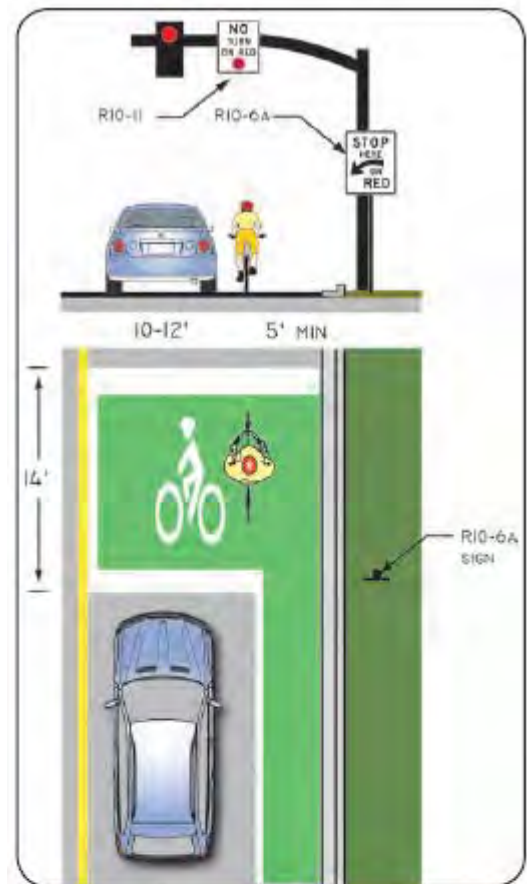 NO
TURN
ON RED
R10-11
R10-6A
STOP
HERE
ON
RED
10-12'
5' MIN
14'
R10-6A
SIGN